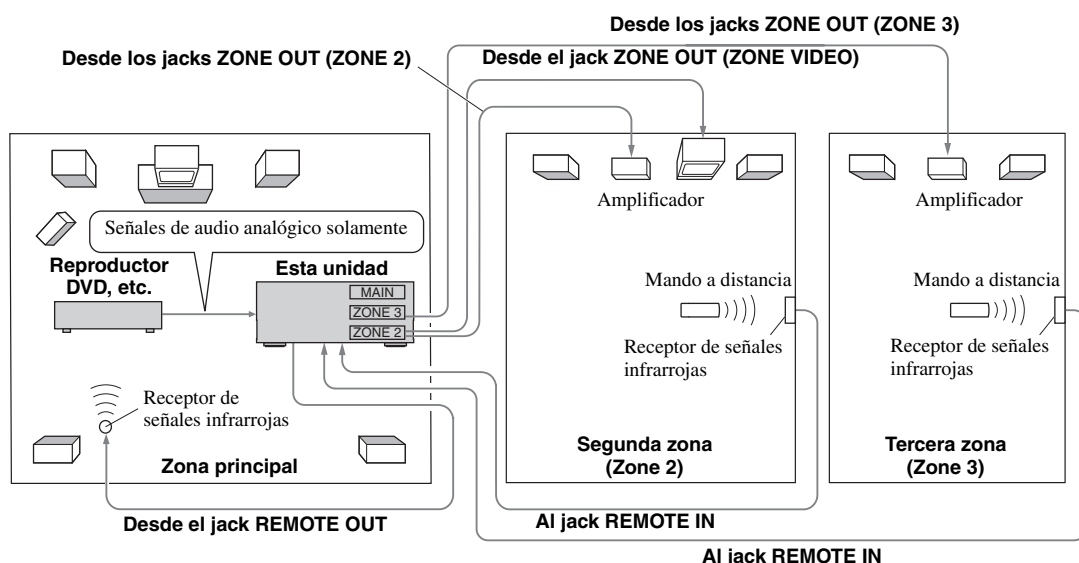 Desde los jacks ZONE OUT (ZONE 3)
Desde los jacks ZONE OUT (ZONE 2)
Desde el jack ZONE OUT (ZONE VIDEO)
Señales de audio analógico solamente
Reproductor
DVD, etc.
Esta unidad
MAIN
ZONE 3
ZONE 2
Receptor de
señales infrarrojas
Zona principal
Desde el jack REMOTE OUT
Amplificador
Mando a distancia
Receptor de señales
infrarrojas
Segunda zona
(Zone 2)
Al jack REMOTE IN
Amplificador
Mando a distancia
Receptor de señales
infrarrojas
Tercera zona
(Zone 3)
Al jack REMOTE IN